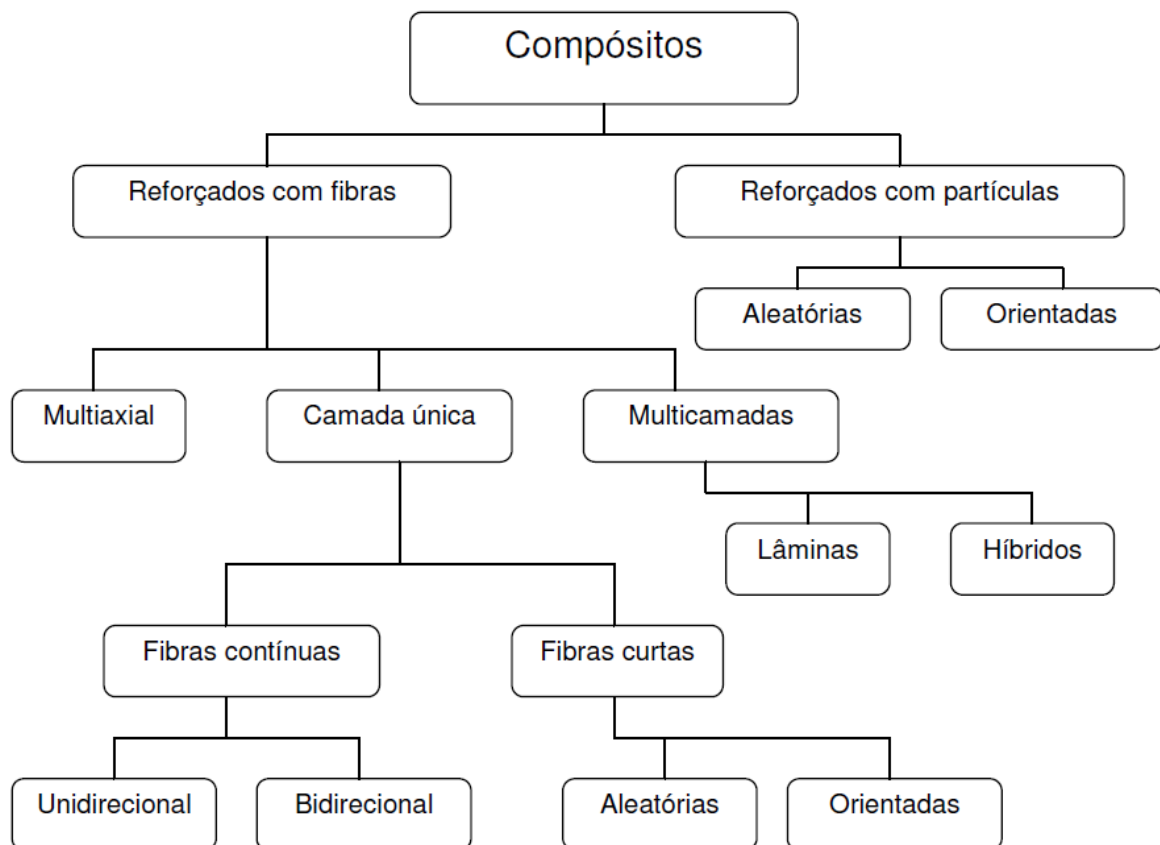 Compósitos
Reforçados com fibras
Reforçados com partículas
Aleatórias
Orientadas
Multiaxial
Camada única
Multicamadas
Lâminas
Híbridos
Fibras contínuas
Fibras curtas
Unidirecional
Bidirecional
Aleatórias
Orientadas